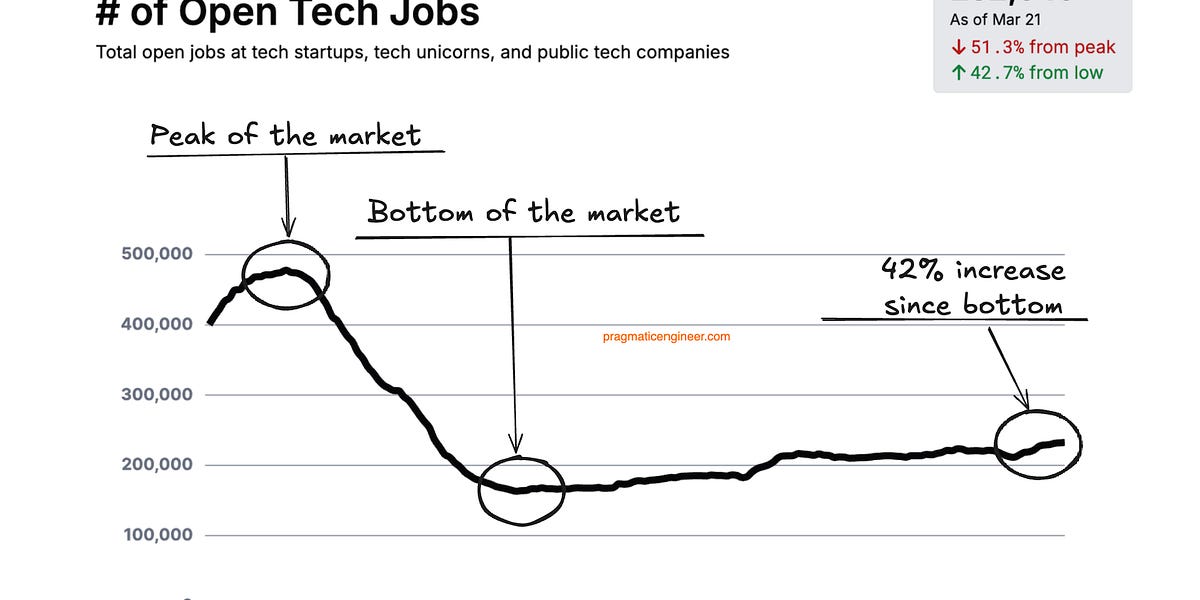 # of Open Tech Jobs
As of Mar 21
Total open jobs at tech startups, tech unicorns, and public tech companies
↓ 51.3% from peak
↑ 42.7% from low
Peak of the market
Bottom of the market
500,000
42% increase
since bottom
400,000
pragmaticengineer.com
300,000
200,000
100,000